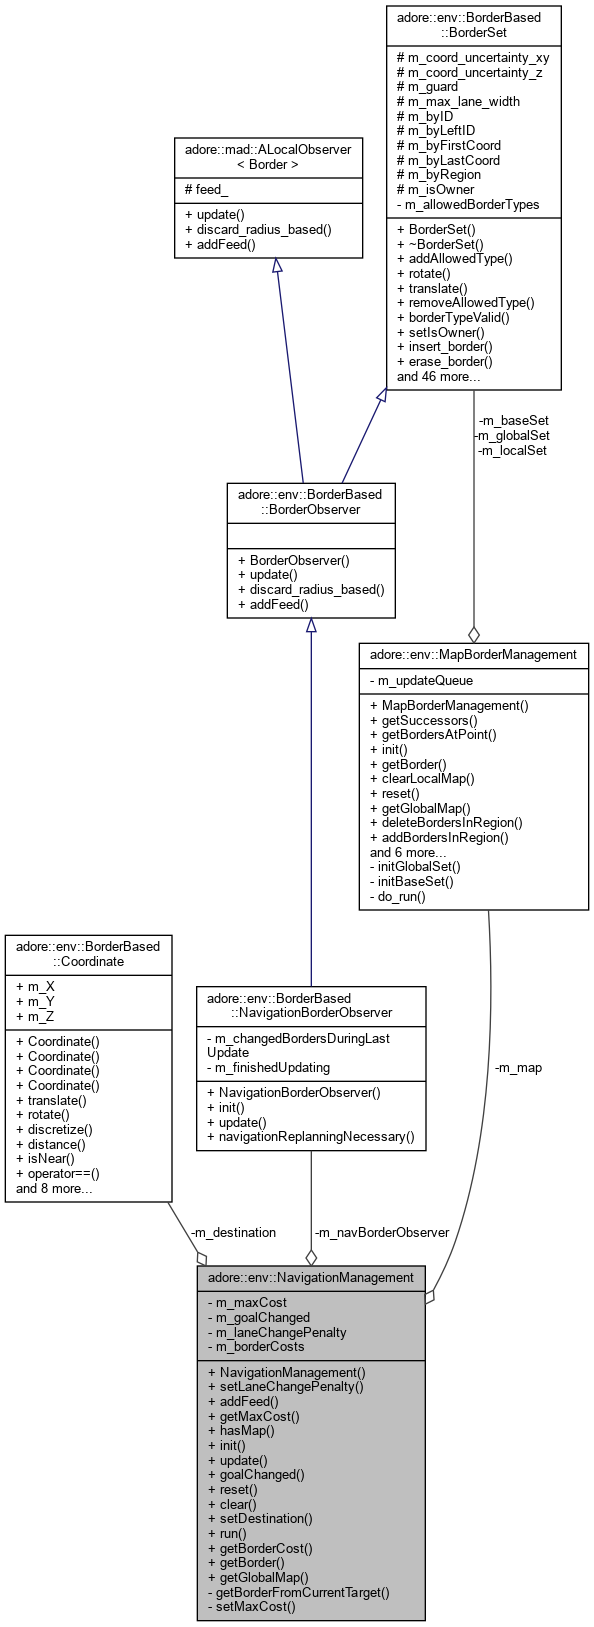 adore::env::BorderBased
::BorderSet
# m_coord_uncertainty_xy
# m_coord_uncertainty_z
# m_guard
# m_max_lane_width
# m_byID
# m_byLeftID
# m_byFirstCoord
# m_byLastCoord
# m_byRegion
# m_isOwner
- m_allowedBorderTypes
+ BorderSet()
+ ~BorderSet()
+ addAllowedType()
+ rotate()
+ translate()
+ removeAllowedType()
+ borderTypeValid()
+ setIsOwner()
+ insert_border()
+ erase_border()
and 46 more...
adore::mad::ALocalObserver
< Border >
# feed_
+ update()
+ discard_radius_based()
+ addFeed()
-m_baseSet
-m_globalSet
-m_localSet
adore::env::BorderBased
::BorderObserver
+ BorderObserver()
+ update()
+ discard_radius_based()
+ addFeed()
adore::env::MapBorderManagement
- m_updateQueue
+ MapBorderManagement()
+ getSuccessors()
+ getBordersAtPoint()
+ init()
+ getBorder()
+ clearLocalMap()
+ reset()
+ getGlobalMap()
+ deleteBordersInRegion()
+ addBordersInRegion()
and 6 more...
- initGlobalSet()
- initBaseSet()
- do_run()
adore::env::BorderBased
::Coordinate
+ m_X
+ m_Y
+ m_Z
+ Coordinate()
+ Coordinate()
+ Coordinate()
+ Coordinate()
+ translate()
+ rotate()
+ discretize()
+ distance()
+ isNear()
+ operator==()
and 8 more...
adore::env::BorderBased
::NavigationBorderObserver
- m_changedBordersDuringLast
Update
- m_finishedUpdating
+ NavigationBorderObserver()
+ init()
+ update()
+ navigationReplanningNecessary()
-m_map
-m_destination
-m_navBorderObserver
adore::env::NavigationManagement
- m_maxCost
- m_goalChanged
- m_laneChangePenalty
- m_borderCosts
+ NavigationManagement()
+ setLaneChangePenalty()
+ addFeed()
+ getMaxCost()
+ hasMap()
+ init()
+ update()
+ goalChanged()
+ reset()
+ clear()
+ setDestination()
+ run()
+ getBorderCost()
+ getBorder()
+ getGlobalMap()
- getBorderFromCurrentTarget()
- setMaxCost()